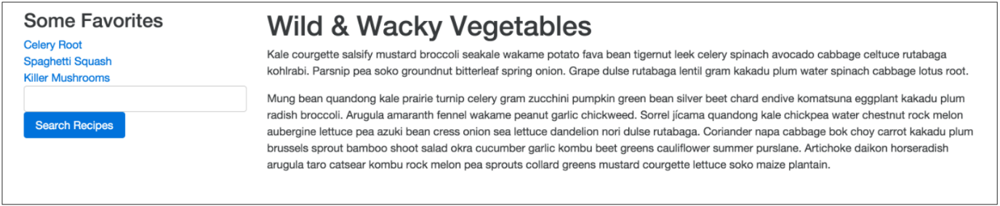 Some Favorites
Celery Root
Spaghetti Squash
Killer Mushrooms
Search Recipes
Wild & Wacky Vegetables
Kale courgette salsify mustard broccoli seakale wakame potato fava bean tigernut leek celery spinach avocado cabbage celtuce rutabaga
kohlrabi. Parsnip pea soko groundnut bitterleaf spring onion. Grape dulse rutabaga lentil gram kakadu plum water spinach cabbage lotus root.
Mung bean quandong kale prairie turnip celery gram zucchini pumpkin green bean silver beet chard endive komatsuna eggplant kakadu plum
radish broccoli. Arugula amaranth fennel wakame peanut garlic chickweed. Sorrel jícama quandong kale chickpea water chestnut rock melon
aubergine lettuce pea azuki bean cress onion sea lettuce dandelion nori dulse rutabaga. Coriander napa cabbage bok choy carrot kakadu plum
brussels sprout bamboo shoot salad okra cucumber garlic kombu beet greens cauliflower summer purslane. Artichoke daikon horseradish
arugula taro catsear kombu rock melon pea sprouts collard greens mustard courgette lettuce soko maize plantain.